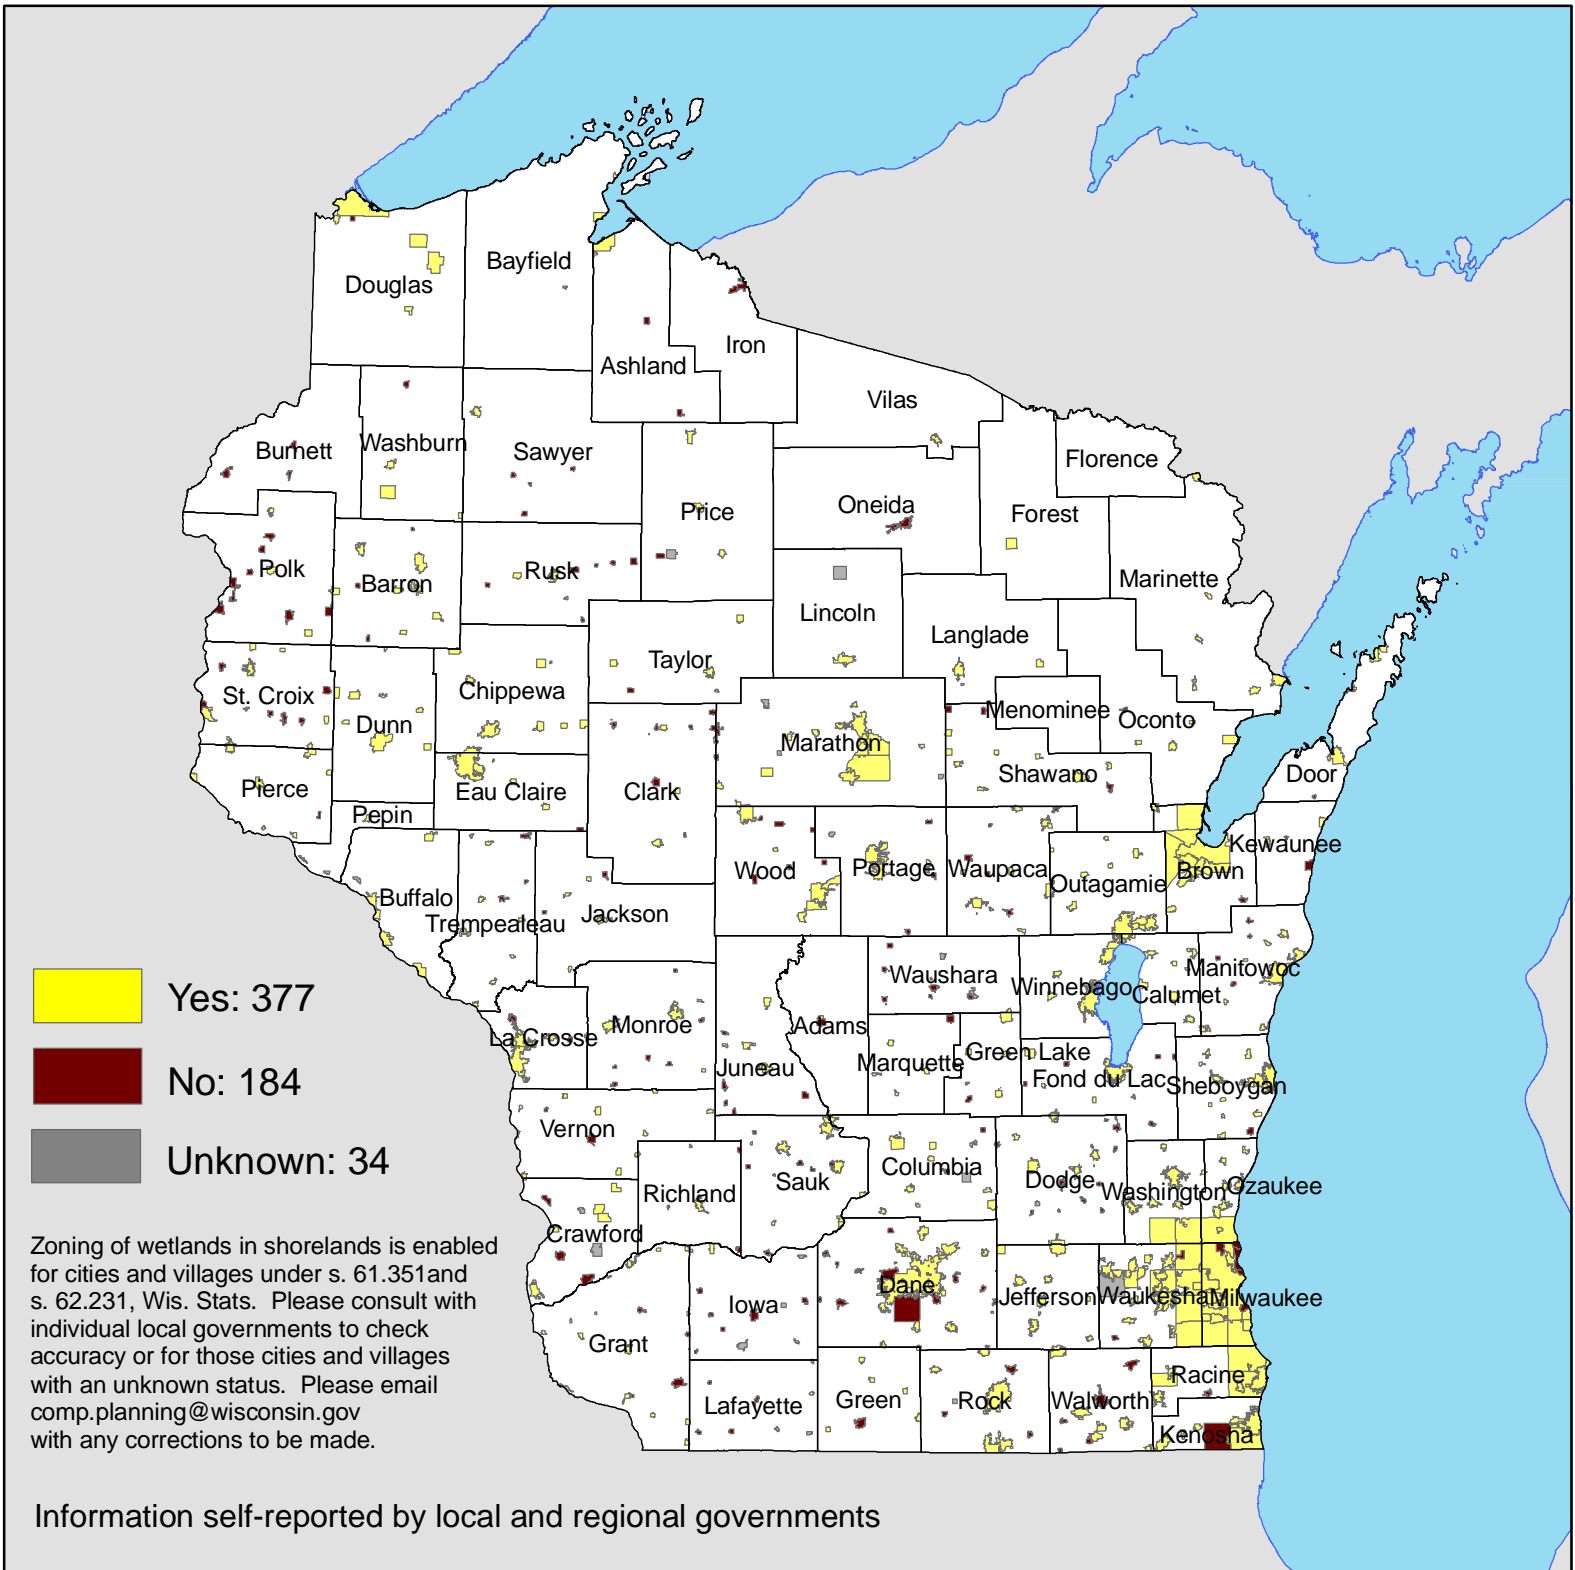 Bayfield
Douglas
Iron
Ashland
Vilas
Burnett
Washburn
Sawyer
Florence
Price
Oneida
Forest
Polk
Barron
Rusk
Marinette
Lincoln
Langlade
Taylor
St. Croix
Chippewa
Menominee
Oconto
Dunn
Marathon
Shawano
Door
Pierce
Eau Claire
Clark
Pepin
Kewaunee
Wood
Portage
Waupaca
Brown
Outagamie
Buffalo
Trempealeau
Jackson
Waushara
Winnebago
Manitowoc
Calumet
Yes: 377
Monroe
Adams
La Crosse
Juneau
Marquette
Green Lake
Fond du Lac
Sheboygan
No: 184
Vernon
Unknown: 34
Columbia
Sauk
Dodge
Richland
Washington
Ozaukee
Crawford
Zoning of wetlands in shorelands is enabled
for cities and villages under s. 61.351and
s. 62.231, Wis. Stats.  Please consult with
individual local governments to check
accuracy or for those cities and villages
with an unknown status.  Please email
comp.planning@wisconsin.gov
with any corrections to be made.
Dane
Iowa
Jefferson
Waukesha
Milwaukee
Grant
Racine
Lafayette
Green
Rock
Walworth
Kenosha
Information self-reported by local and regional governments